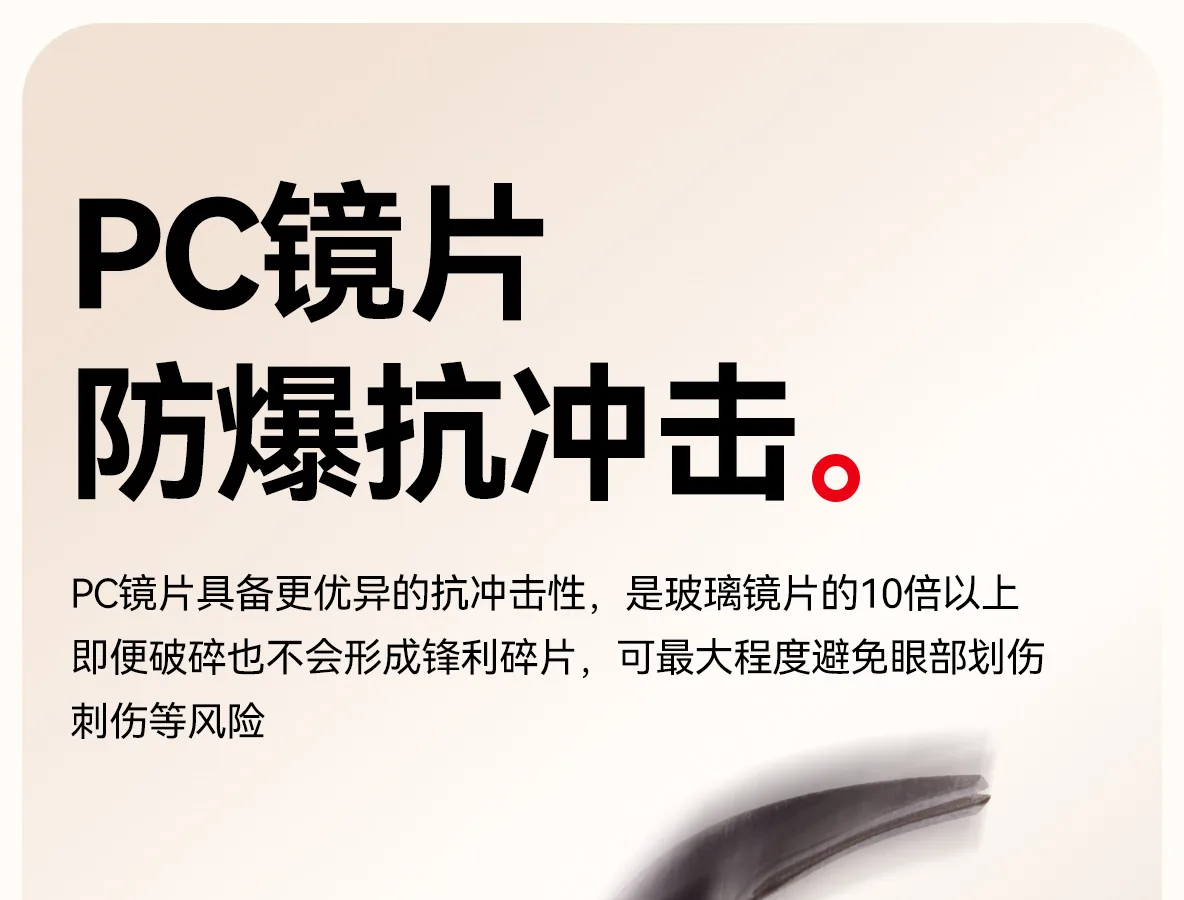 PC镜片
防爆抗冲击。
PC镜片具备更优异的抗冲击性，是玻璃镜片的10倍以上
即便破碎也不会形成锋利碎片，可最大程度避免眼部划伤
刺伤等风险